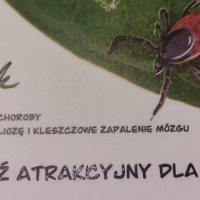 k
CHOROBY
LIOZĘ I KLESZCZOWE ZAPALENIE MÓZGU
Ź ATRAKCYJNY DLA